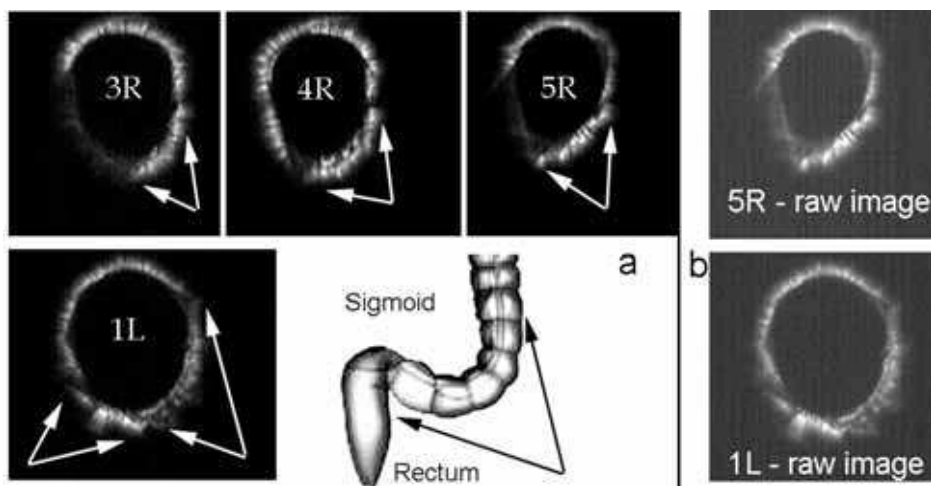 3R
4R
5R
5R - raw image
1L
Sigmoid
Rectum
a
b
1L - raw image